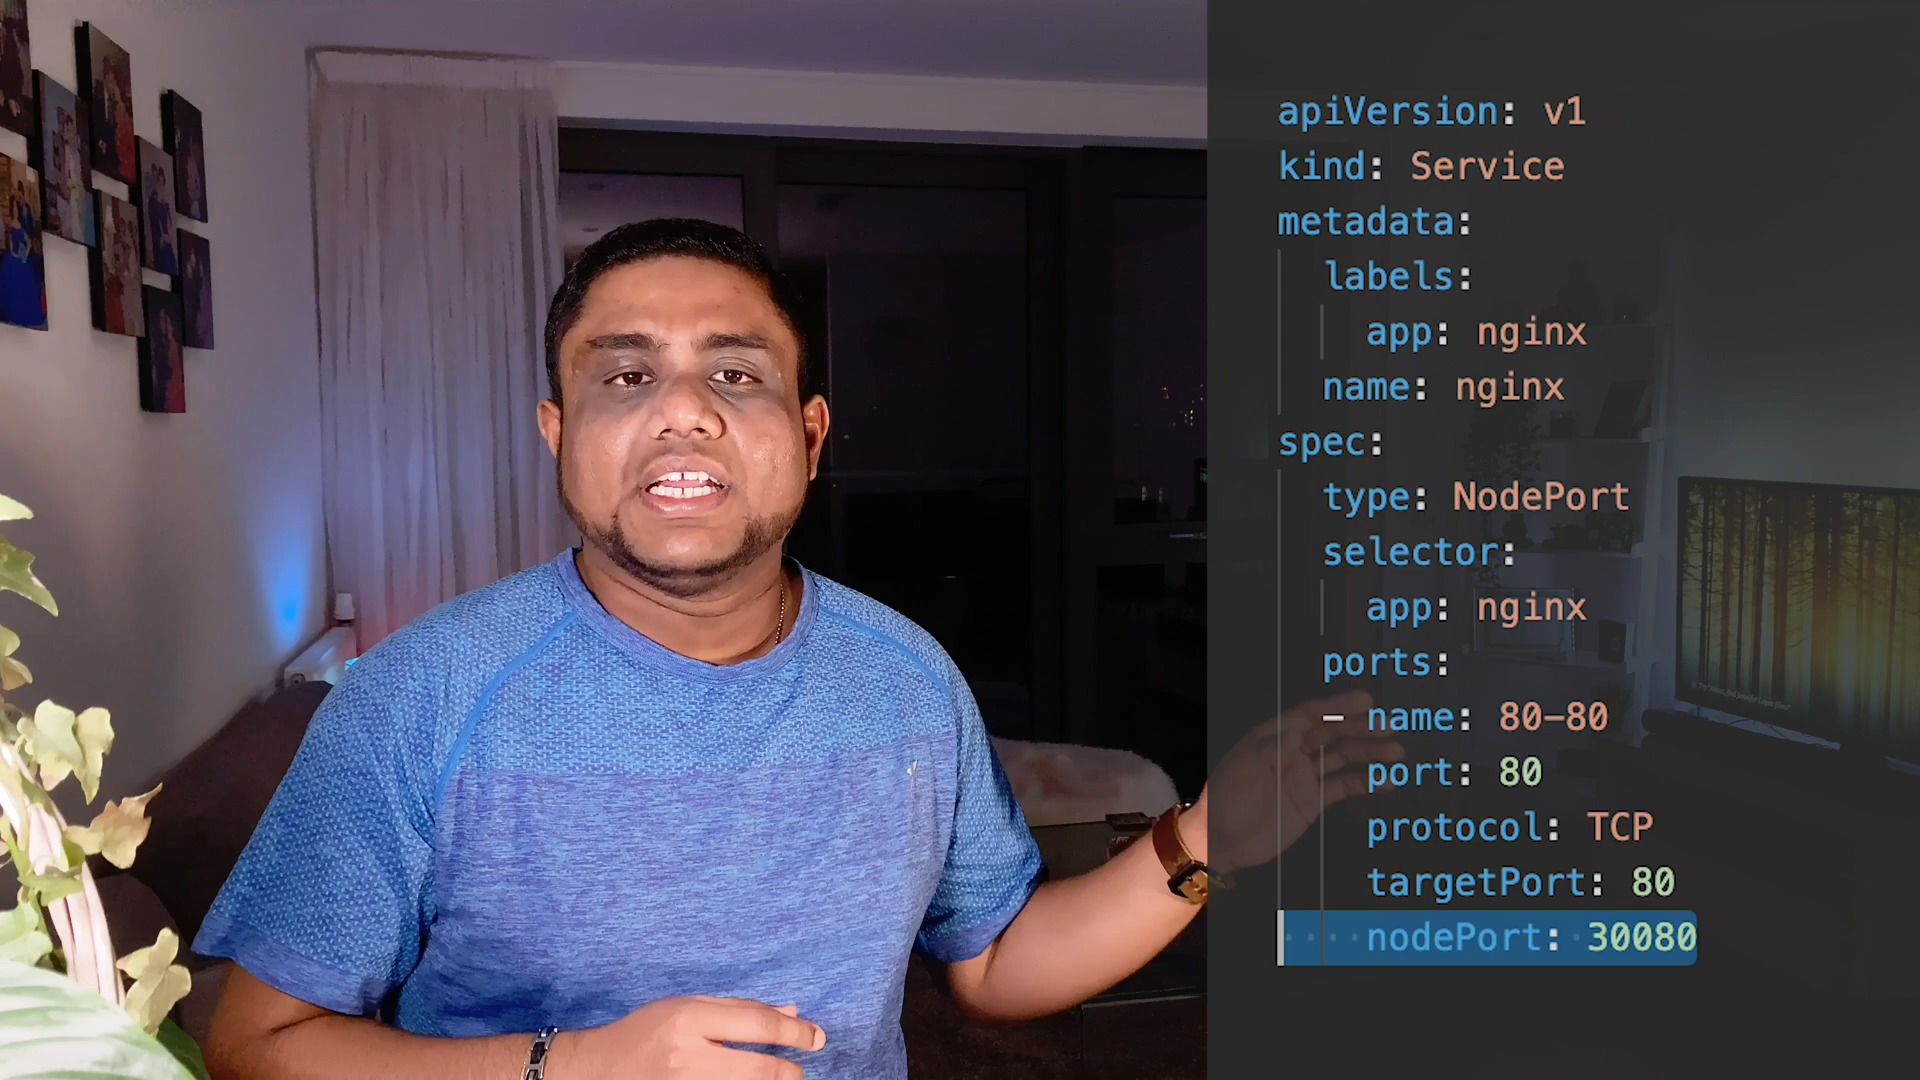 apiVersion: v1
kind: Service
metadata:
  labels:
    app: nginx
  name: nginx
spec:
  type: NodePort
  selector:
    app: nginx
  ports:
  - name: 80-80
    port: 80
    protocol: TCP
    targetPort: 80
    nodePort: 30080